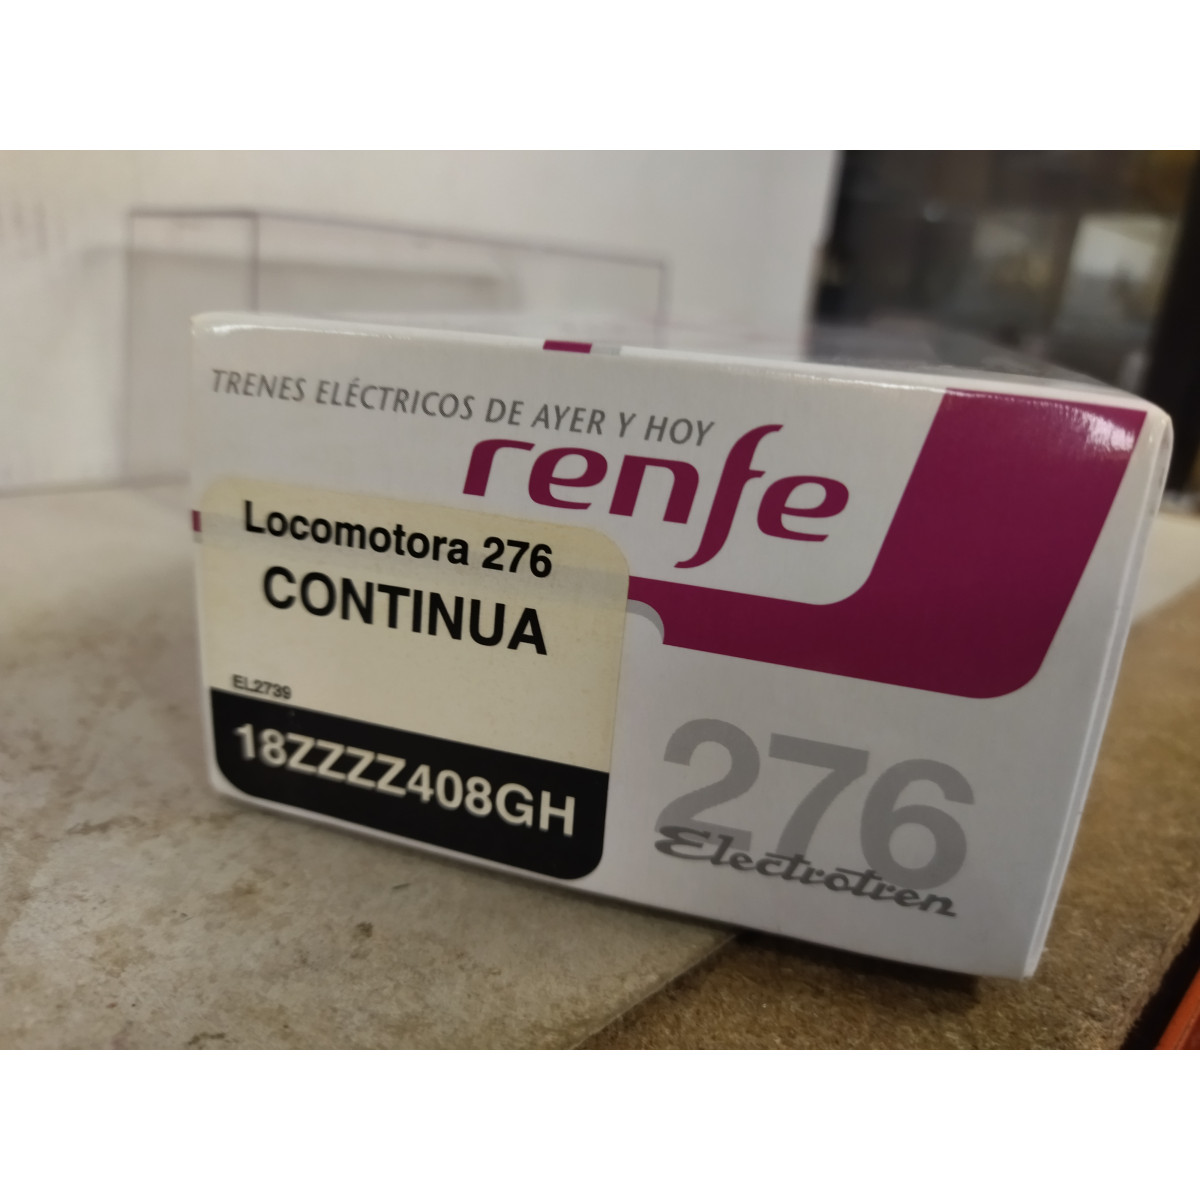 TRENES ELÉCTRICOS DE AYER Y HOY
renfe
Locomotora 276
CONTINUA
EL2739
18ZZZZ408GH
276
Electrotren